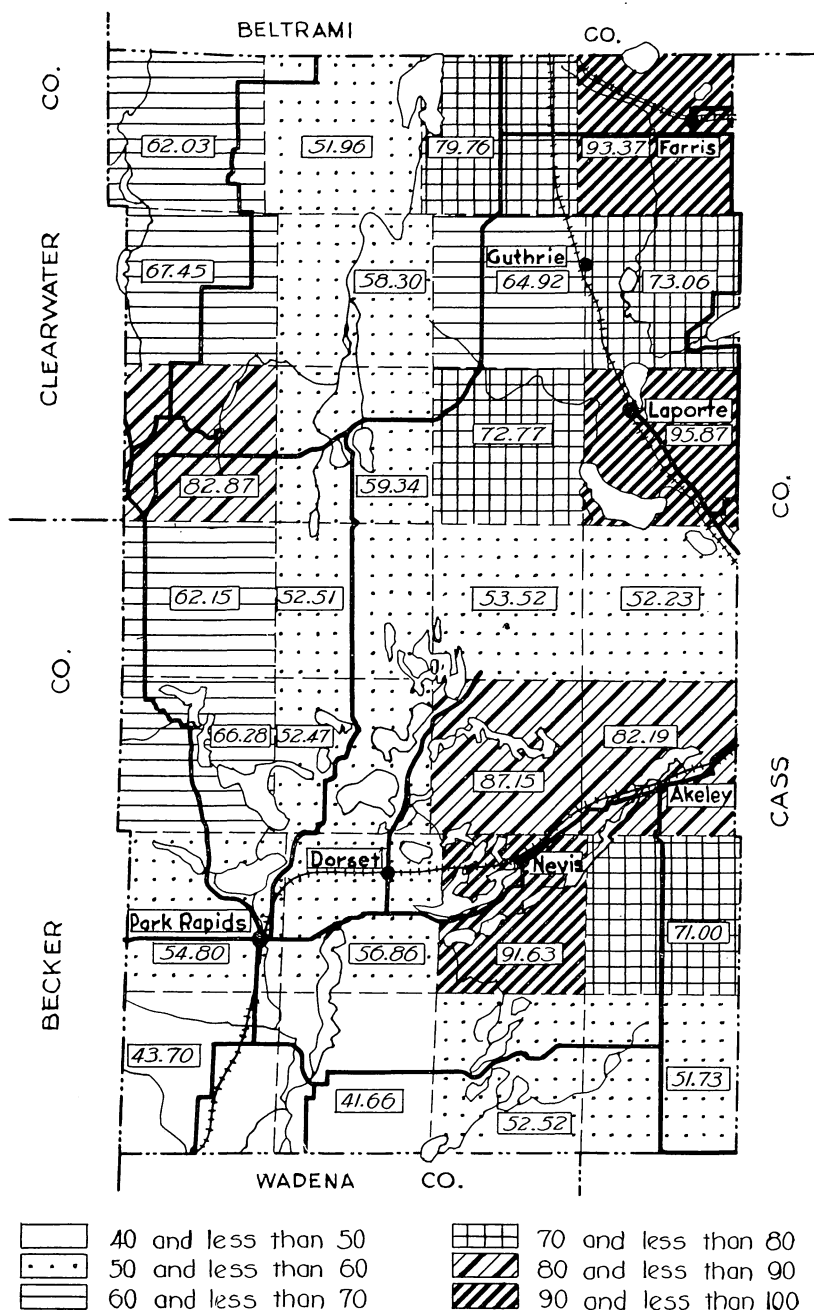 BELTRAMI CO.
CO.
62.03
51.96
79.76
93.37
Farris
CLEARWATER
67.45
58.30
Guthrie
64.92
73.06
82.87
59.34
72.77
Laporte
95.87
CO.
62.15
52.51
53.52
52.23
CO.
66.28
52.47
87.15
82.19
Akeley
CASS
Dorset
Nevis
Park Rapids
54.80
56.86
91.63
71.00
BECKER
43.70
41.66
52.52
51.73
WADENA CO.
40 and less than 50
50 and less than 60
60 and less than 70
70 and less than 80
80 and less than 90
90 and less than 100